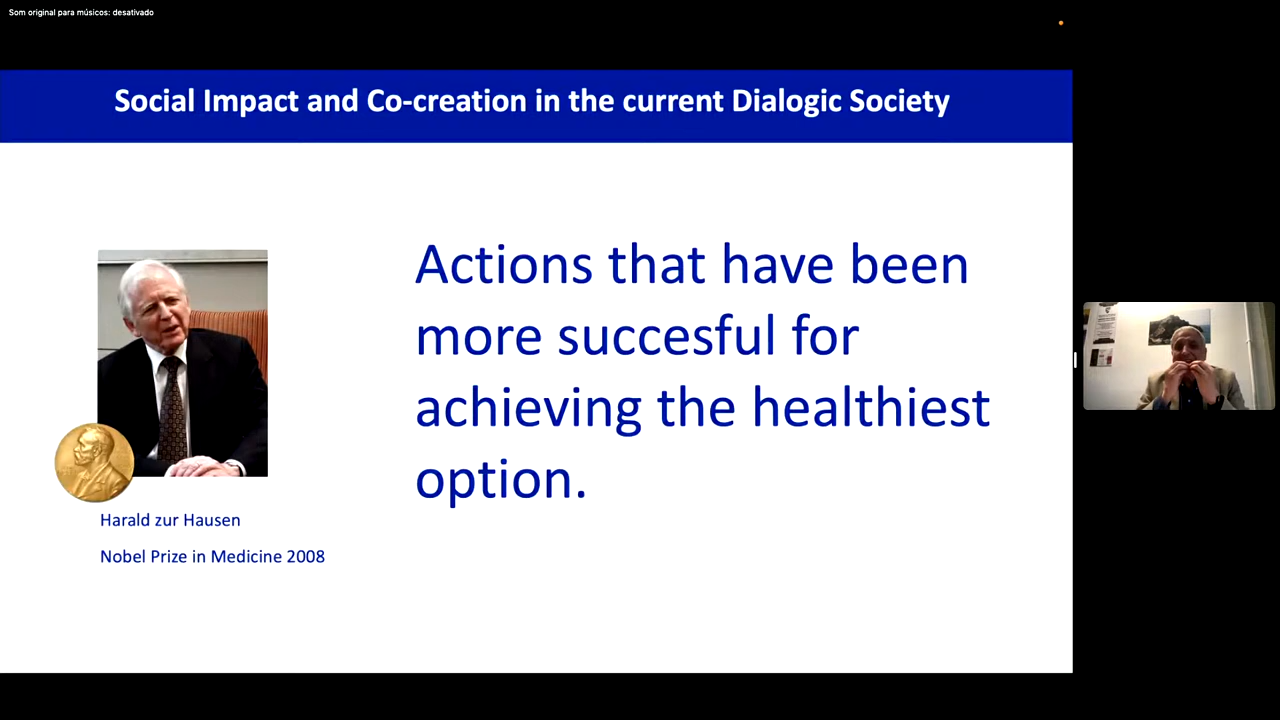 Som original para músicos: desativado
Social Impact and Co-creation in the current Dialogic Society
Actions that have been
more succesful for
achieving the healthiest
option.
Harald zur Hausen
Nobel Prize in Medicine 2008